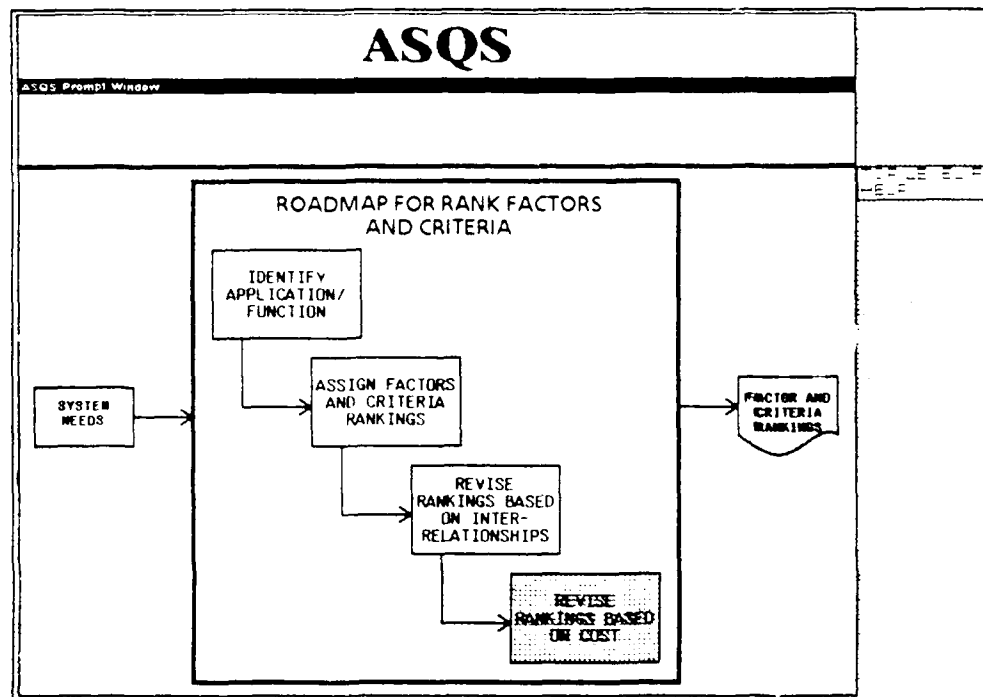 ASQS
ASQS Prompt Window
ROADMAP FOR RANK FACTORS
AND CRITERIA
IDENTIFY
APPLICATION/
FUNCTION
SYSTEM
NEEDS
ASSIGN FACTORS
AND CRITERIA
RANKINGS
FACTOR AND
CRITERIA
RANKINGS
REVISE
RANKINGS BASED
ON INTER-
RELATIONSHIPS
REVISE
RANKINGS BASED
ON COST